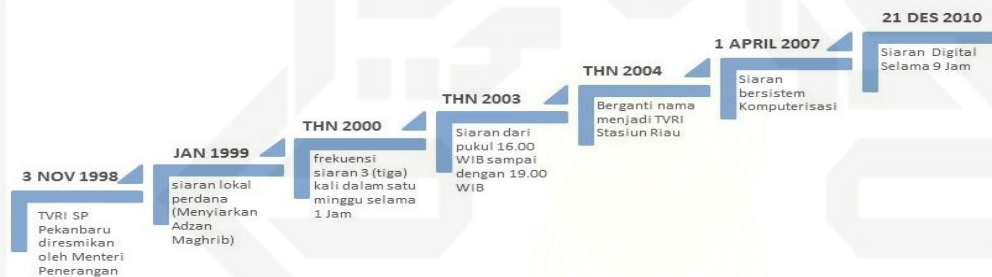 3 NOV 1998
TVRI SP
Pekanbaru
diresmikan
oleh Menteri
Penerangan
JAN 1999
siaran lokal
perdana
(Menyiarkan
Adzan
Maghrib)
THN 2000
frekuensi
siaran 3 (tiga)
kali dalam satu
minggu selama
1 Jam
THN 2003
Siaran dari
pukul 16.00
WIB sampai
dengan 19.00
WIB
THN 2004
Berganti nama
menjadi TVRI
Stasiun Riau
1 APRIL 2007
Siaran
bersistem
Komputerisasi
21 DES 2010
Siaran Digital
Selama 9 Jam